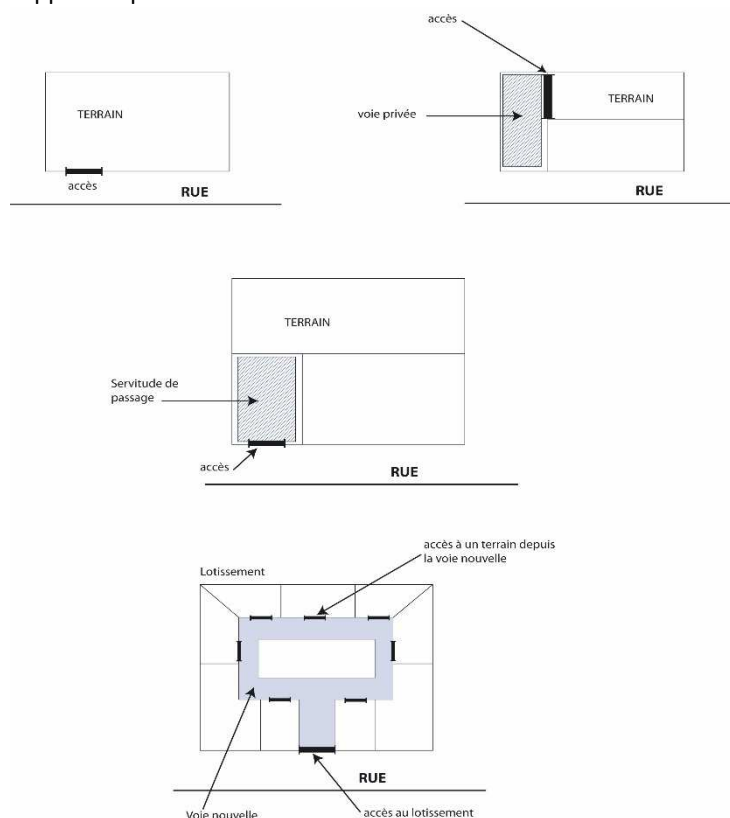 accès
TERRAIN
accès
RUE
voie privée
TERRAIN
RUE
TERRAIN
Servitude de
passage
accès
RUE
accès à un terrain depuis
la voie nouvelle
Lotissement
RUE
Voie nouvelle
accès au lotissement